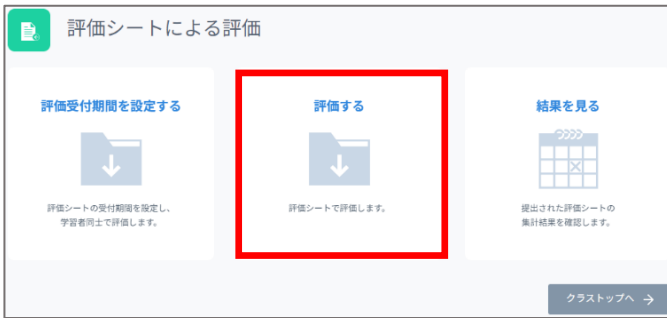 評価シートによる評価
評価受付期間を設定する
評価シートの受付期間を設定し、
学習者同士で評価します。
評価する
評価シートで評価します。
結果を見る
提出された評価シートの
集計結果を確認します。
クラストップへ →